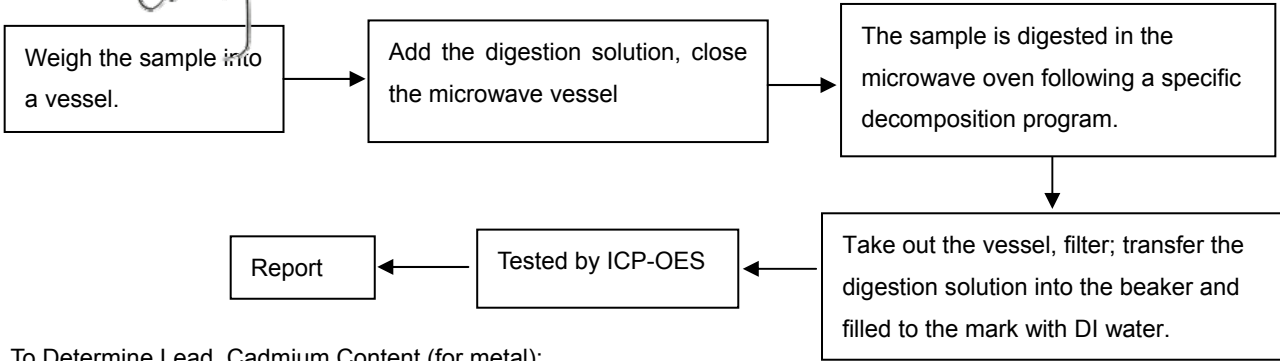 Weigh the sample into
a vessel.
Add the digestion solution, close
the microwave vessel
The sample is digested in the
microwave oven following a specific
decomposition program.
Take out the vessel, filter; transfer the
digestion solution into the beaker and
filled to the mark with DI water.
Tested by ICP-OES
Report
To Determine Lead, Cadmium Content (for metal):